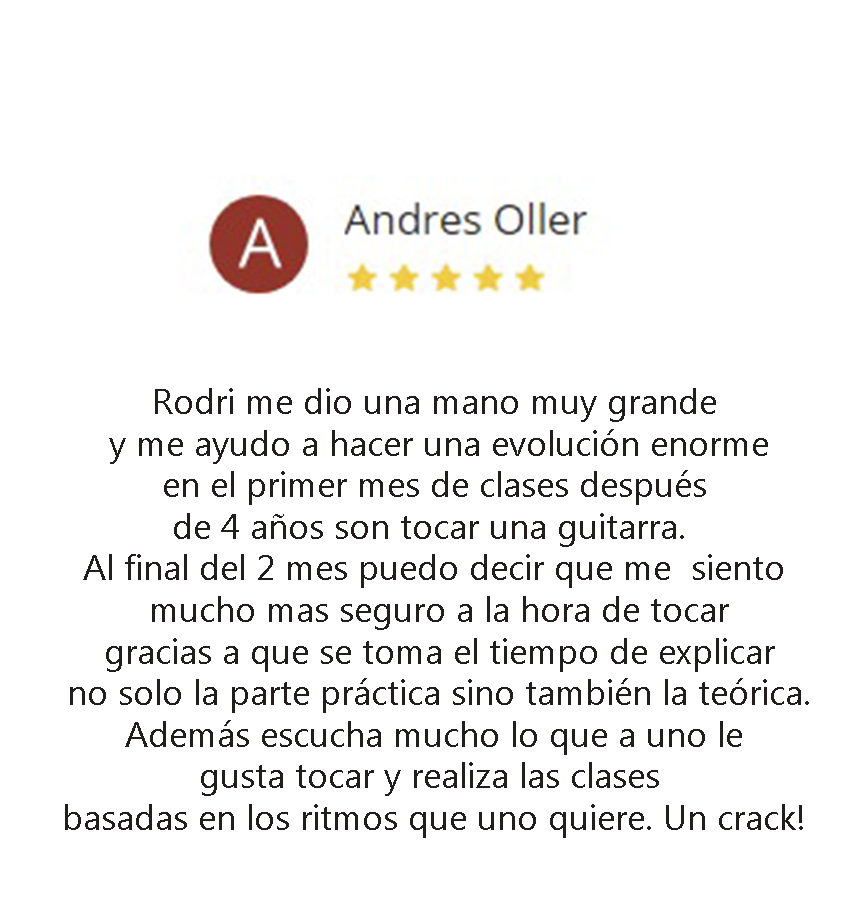 A
Andres Oller
Rodri me dio una mano muy grande
y me ayudo a hacer una evolución enorme
en el primer mes de clases después
de 4 años son tocar una guitarra.
Al final del 2 mes puedo decir que me  siento
mucho mas seguro a la hora de tocar
gracias a que se toma el tiempo de explicar
no solo la parte práctica sino también la teórica.
Además escucha mucho lo que a uno le
gusta tocar y realiza las clases
basadas en los ritmos que uno quiere. Un crack!